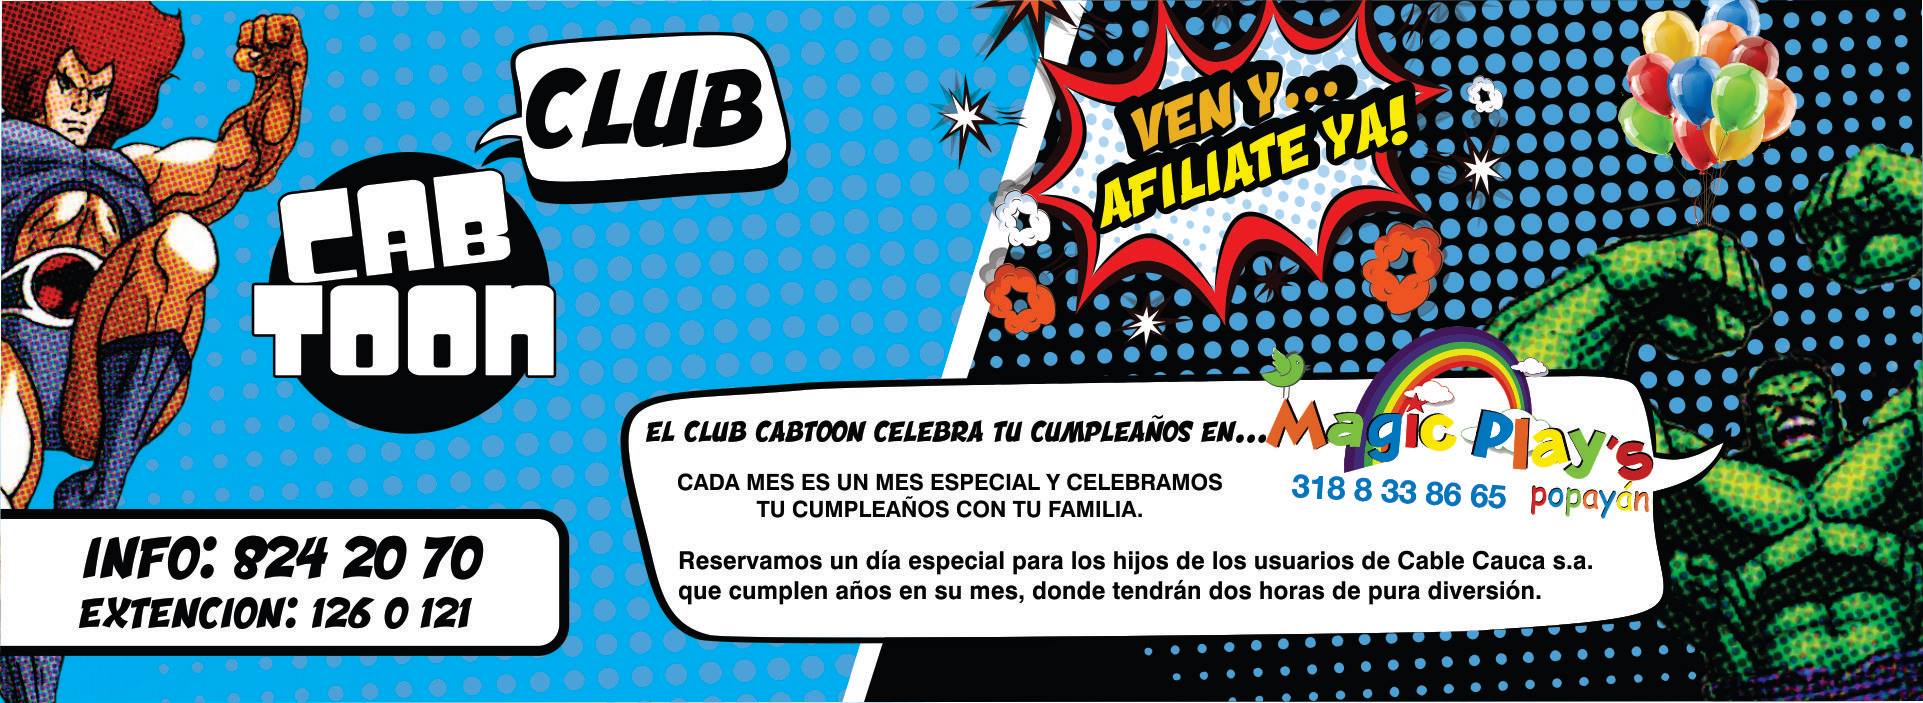 CLUB
CAB
TOON
INFO: 824 20 70
EXTENCION: 126 O 121
VEN Y...
AFILIATE YA!
EL CLUB CABTOON CELEBRA TU CUMPLEAÑOS EN...
Magic Play's
318 8 33 86 65 popayán
CADA MES ES UN MES ESPECIAL Y CELEBRAMOS
TU CUMPLEAÑOS CON TU FAMILIA.
Reservamos un día especial para los hijos de los usuarios de Cable Cauca s.a.
que cumplen años en su mes, donde tendrán dos horas de pura diversión.